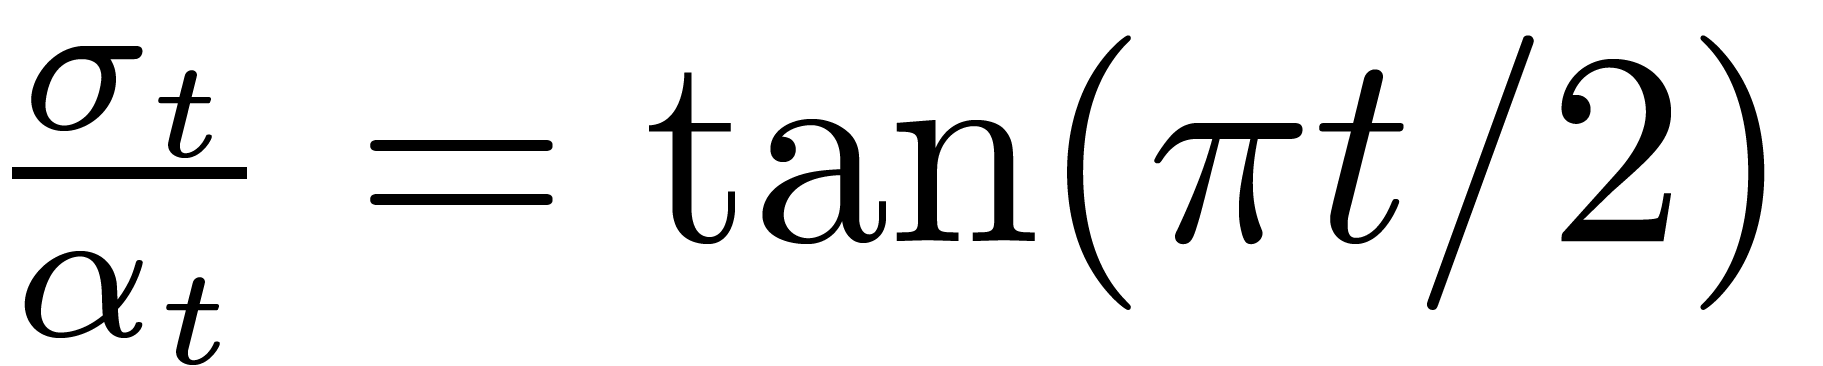 σ_t/α_t = tan(πt/2)